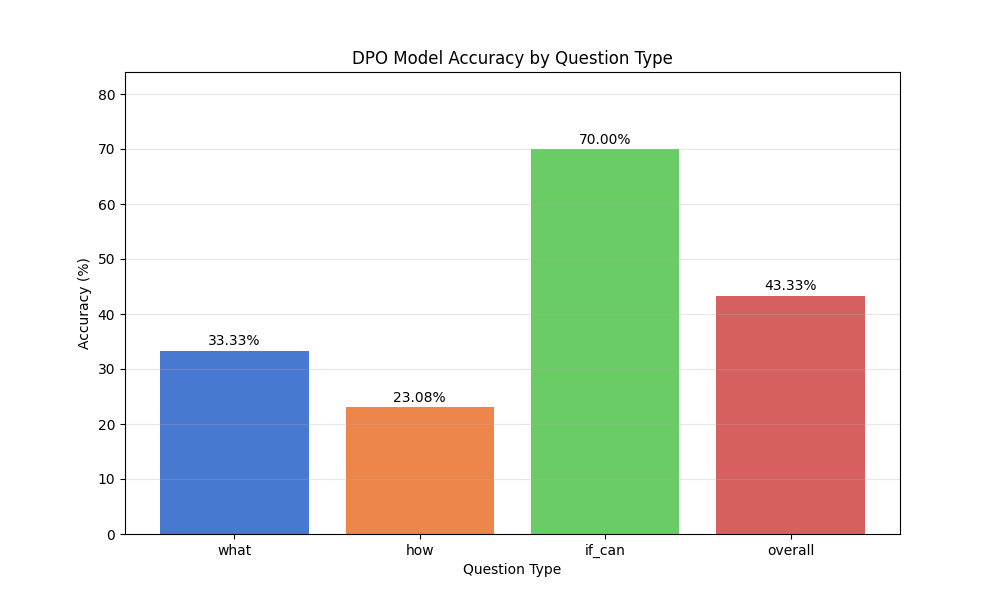 DPO Model Accuracy by Question Type
Accuracy (%)
80
70
60
50
40
30
20
10
0
33.33%
23.08%
70.00%
43.33%
what
how
if_can
overall
Question Type